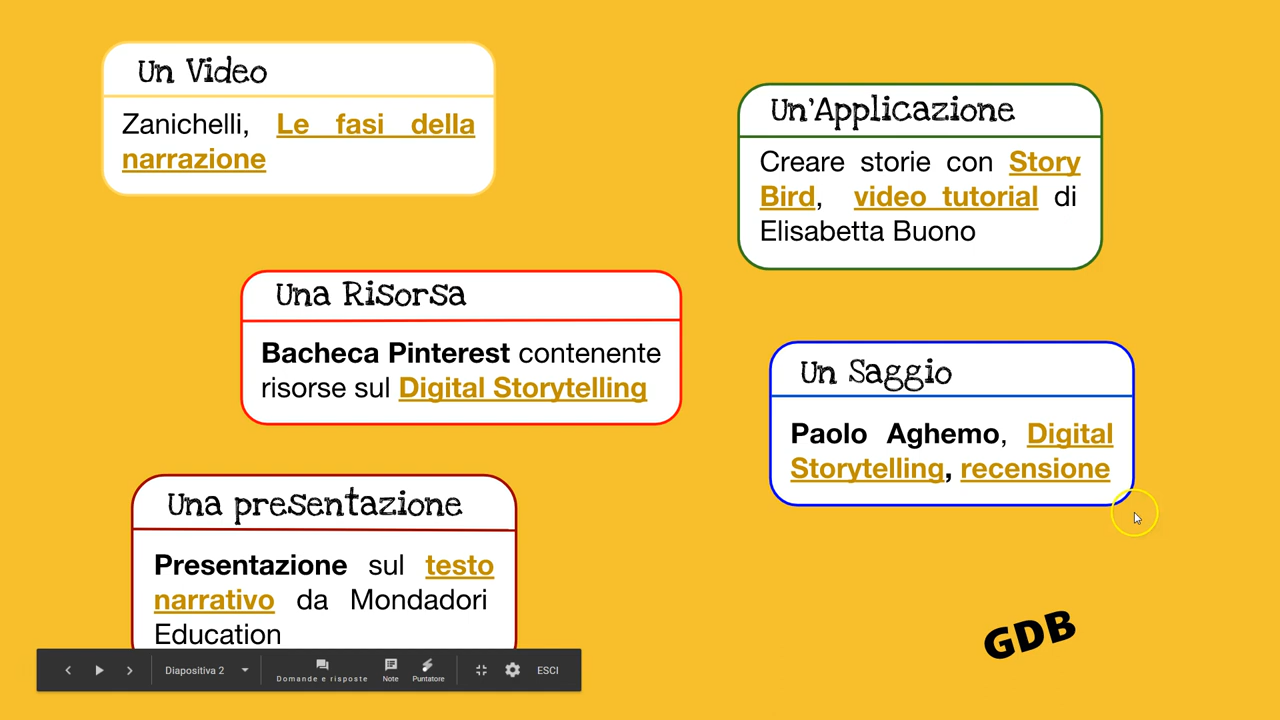 Un Video
Zanichelli, Le fasi della
narrazione
Un'Applicazione
Creare storie con Story
Bird, video tutorial di
Elisabetta Buono
Una Risorsa
Bacheca Pinterest contenente
risorse sul Digital Storytelling
Un Saggio
Paolo Aghemo, Digital
Storytelling, recensione
Una presentazione
Presentazione sul testo
narrativo da Mondadori
Education
GDB
Diapositiva 2
Domande e risposte
Note
Puntatore
ESCI